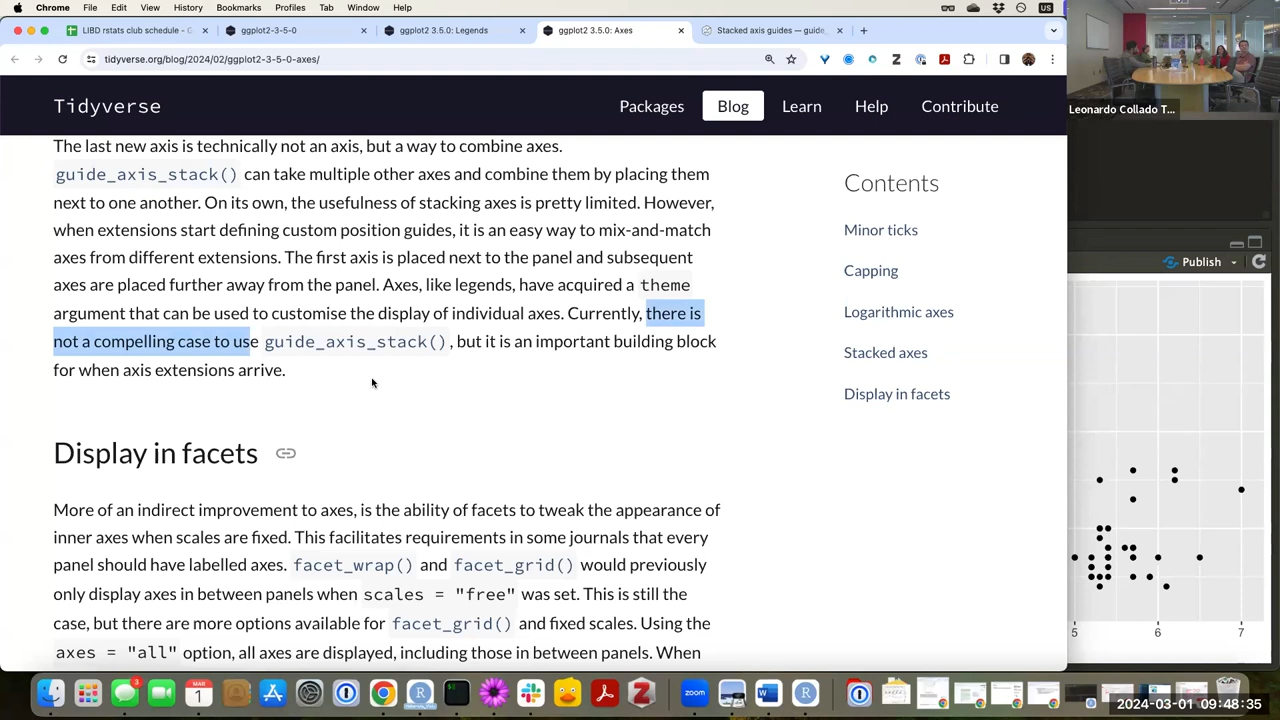 Chrome File Edit View History Bookmarks Profiles Tab Window Help
US
LIBD rstats club schedule - G
ggplot2-3-5-0
ggplot2 3.5.0: Legends
ggplot2 3.5.0: Axes
Stacked axis guides — guide_
tidyverse.org/blog/2024/02/ggplot2-3-5-0-axes/
Tidyverse
Packages Blog Learn Help Contribute
Leonardo Collado T...
The last new axis is technically not an axis, but a way to combine axes.
guide_axis_stack() can take multiple other axes and combine them by placing them
next to one another. On its own, the usefulness of stacking axes is pretty limited. However,
when extensions start defining custom position guides, it is an easy way to mix-and-match
axes from different extensions. The first axis is placed next to the panel and subsequent
axes are placed further away from the panel. Axes, like legends, have acquired a theme
argument that can be used to customise the display of individual axes. Currently, there is
not a compelling case to use guide_axis_stack(), but it is an important building block
for when axis extensions arrive.
Display in facets
More of an indirect improvement to axes, is the ability of facets to tweak the appearance of
inner axes when scales are fixed. This facilitates requirements in some journals that every
panel should have labelled axes. facet_wrap() and facet_grid() would previously
only display axes in between panels when scales = "free" was set. This is still the
case, but there are more options available for facet_grid() and fixed scales. Using the
axes = "all" option, all axes are displayed, including those in between panels. When
Contents
Minor ticks
Capping
Logarithmic axes
Stacked axes
Display in facets
Publish
5 6 7
3
MAR
1
zoom
2024-03-01 09:48:35